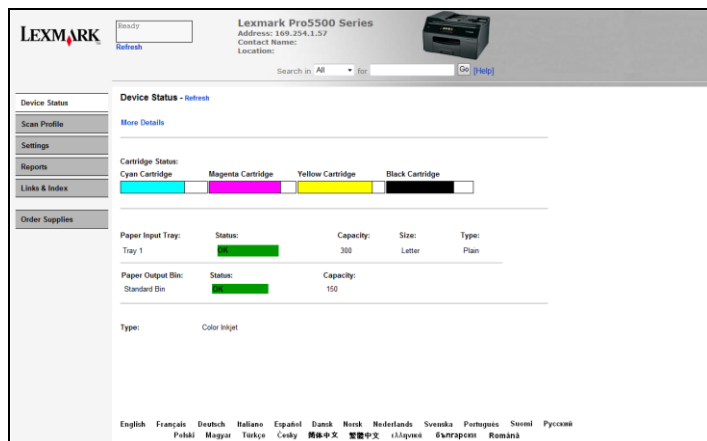 LEXMARK
Ready
Refresh
Lexmark Pro5500 Series
Address: 169.254.1.57
Contact Name:
Location:
Search in All for Go [Help]
Device Status
Scan Profile
Settings
Reports
Links & Index
Order Supplies
Device Status - Refresh
More Details
Cartridge Status:
Cyan Cartridge Magenta Cartridge Yellow Cartridge Black Cartridge
Paper Input Tray: Status: Capacity: Size: Type:
Tray 1 OK 300 Letter Plain
Paper Output Bin: Status: Capacity:
Standard Bin OK 150
Type: Color Inkjet
English Français Deutsch Italiano Español Dansk Norsk Nederlands Svenska Português Suomi Русский
Polski Magyar Türkçe Česky 简体中文 繁體中文 ελληνικά български Română